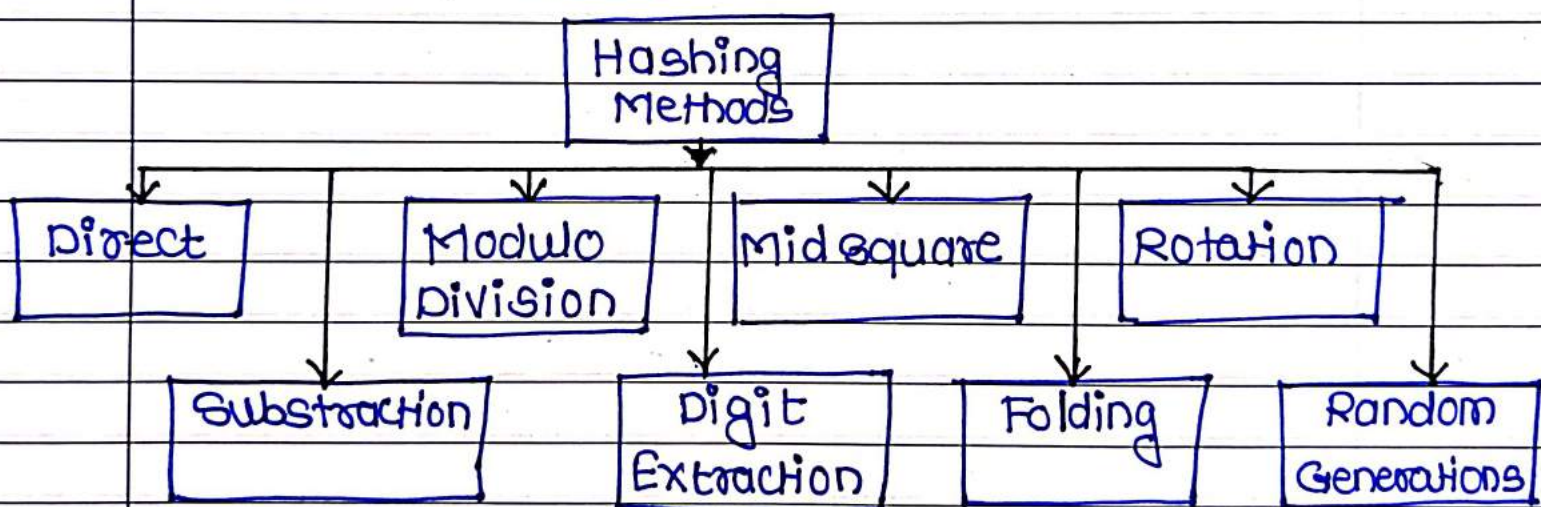 Hashing
Methods
Direct
Modulo
Division
Midsquare
Rotation
Substraction
Digit
Extraction
Folding
Random
Generations